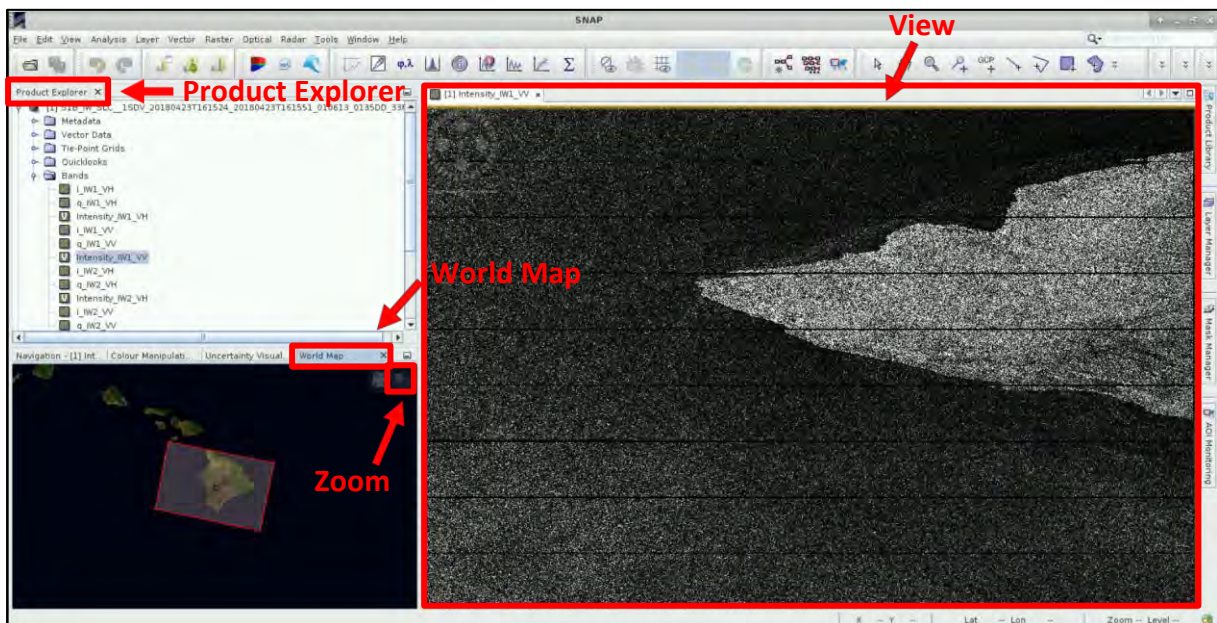 SNAP
View
File Edit View Analysis Layer Vector Raster Optical Radar Tools Window Help
Product Explorer
Product Explorer
[1] Intensity_IW1_VV
Metadata
Vector Data
Tie-Point Grids
Quicklooks
Bands
i_IW1_VH
q_IW1_VH
Intensity_IW1_VH
i_IW1_VV
q_IW1_VV
Intensity_IW1_VV
i_IW2_VH
q_IW2_VH
Intensity_IW2_VH
i_IW2_VV
q_IW2_VV
World Map
Navigation - [1] Int... Colour Manipulati... Uncertainty Visual... World Map
Zoom
Product Library
Layer Manager
Mask Manager
AOI Monitoring
X -- Y -- Lat -- Lon -- Zoom -- Level --